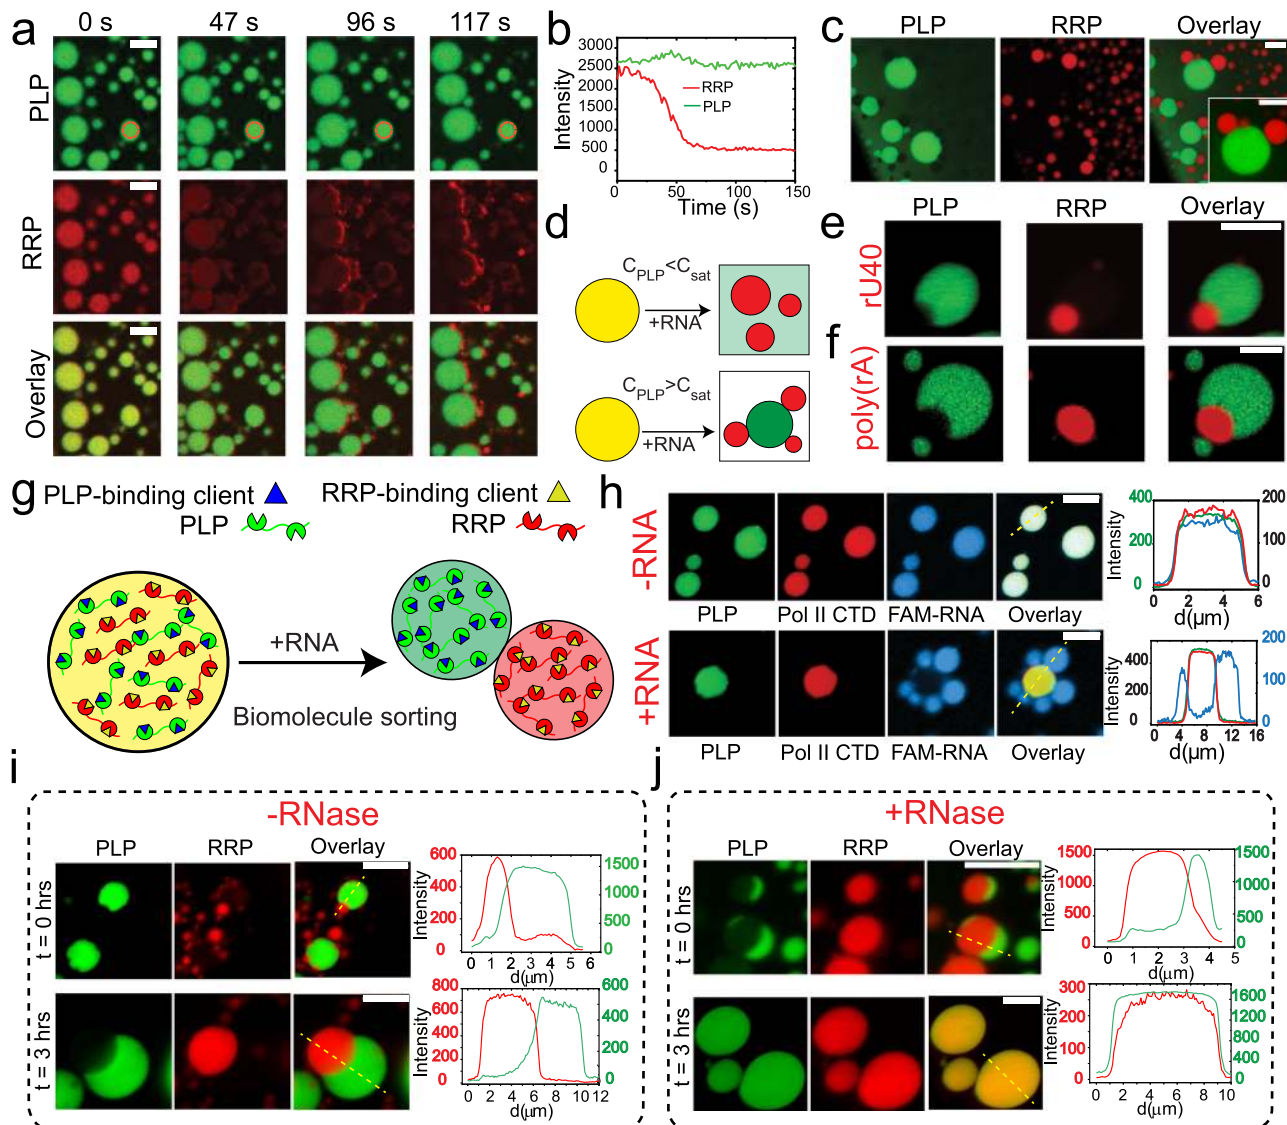 a
0 s 47 s 96 s 117 s
PLP
RRP
Overlay
b
3000
2500
2000
1500
1000
500
0
Intensity
RRP
PLP
0 50 100 150
Time (s)
c
PLP RRP Overlay
d
C_PLP<C_sat
+RNA
C_PLP>C_sat
+RNA
e
PLP RRP Overlay
rU40
f
poly(rA)
g
PLP-binding client
PLP
RRP-binding client
RRP
+RNA
Biomolecule sorting
h
-RNA
PLP Pol II CTD FAM-RNA Overlay
400
200
0
Intensity
200
100
0
0 2 4 6
d(µm)
+RNA
PLP Pol II CTD FAM-RNA Overlay
400
200
0
Intensity
200
100
0
0 4 8 12 16
d(µm)
i
-RNase
PLP RRP Overlay
t = 0 hrs
600
400
200
0
Intensity
1500
1000
500
0
0 1 2 3 4 5 6
d(µm)
t = 3 hrs
800
600
400
200
0
Intensity
600
400
200
0
0 2 4 6 8 10 12
d(µm)
j
+RNase
PLP RRP Overlay
t = 0 hrs
1500
1000
500
0
Intensity
1500
1000
500
0
0 1 2 3 4 5
d(µm)
t = 3 hrs
300
200
100
0
Intensity
1600
1200
800
400
0
0 2 4 6 8 10
d(µm)